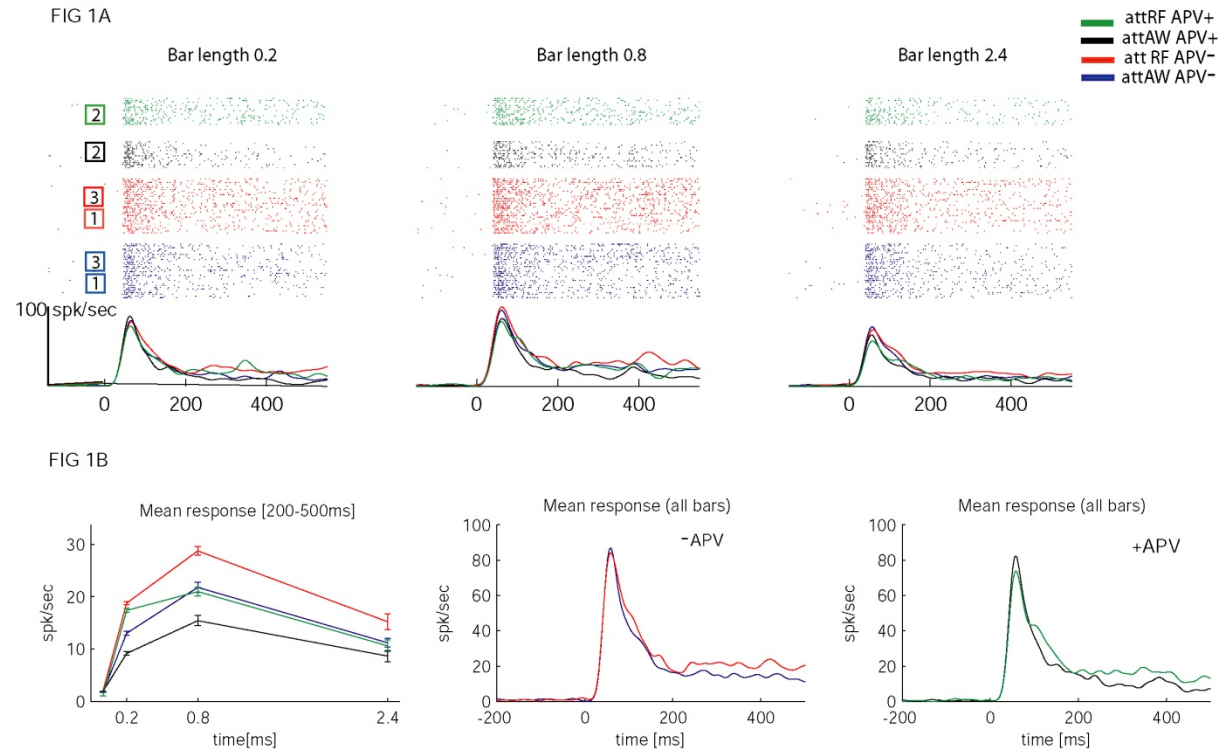 FIG 1A
attRF APV+
attAW APV+
att RF APV-
attAW APV-
Bar length 0.2
Bar length 0.8
Bar length 2.4
2
2
3
1
3
1
100 spk/sec
0 200 400
0 200 400
0 200 400
FIG 1B
Mean response [200-500ms]
30
20
10
0
spk/sec
0.2 0.8 2.4
time[ms]
Mean response (all bars)
-APV
100
80
60
40
20
0
spk/sec
-200 0 200 400
time [ms]
Mean response (all bars)
+APV
100
80
60
40
20
0
spk/sec
-200 0 200 400
time [ms]